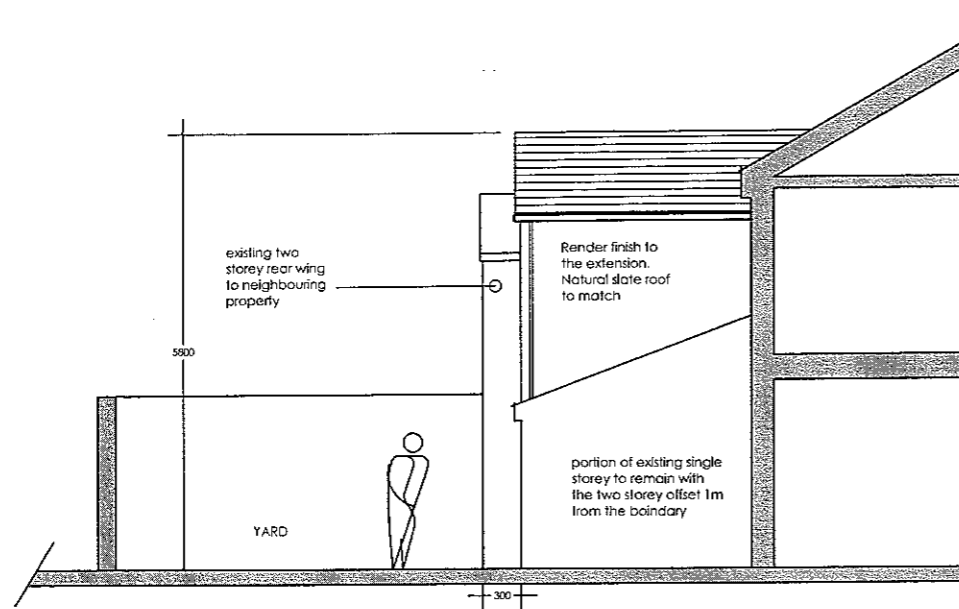 existing two
storey rear wing
to neighbouring
property
Render finish to
the extension.
Natural slate roof
to match
5800
portion of existing single
storey to remain with
the two storey offset 1m
from the boindary
YARD
300